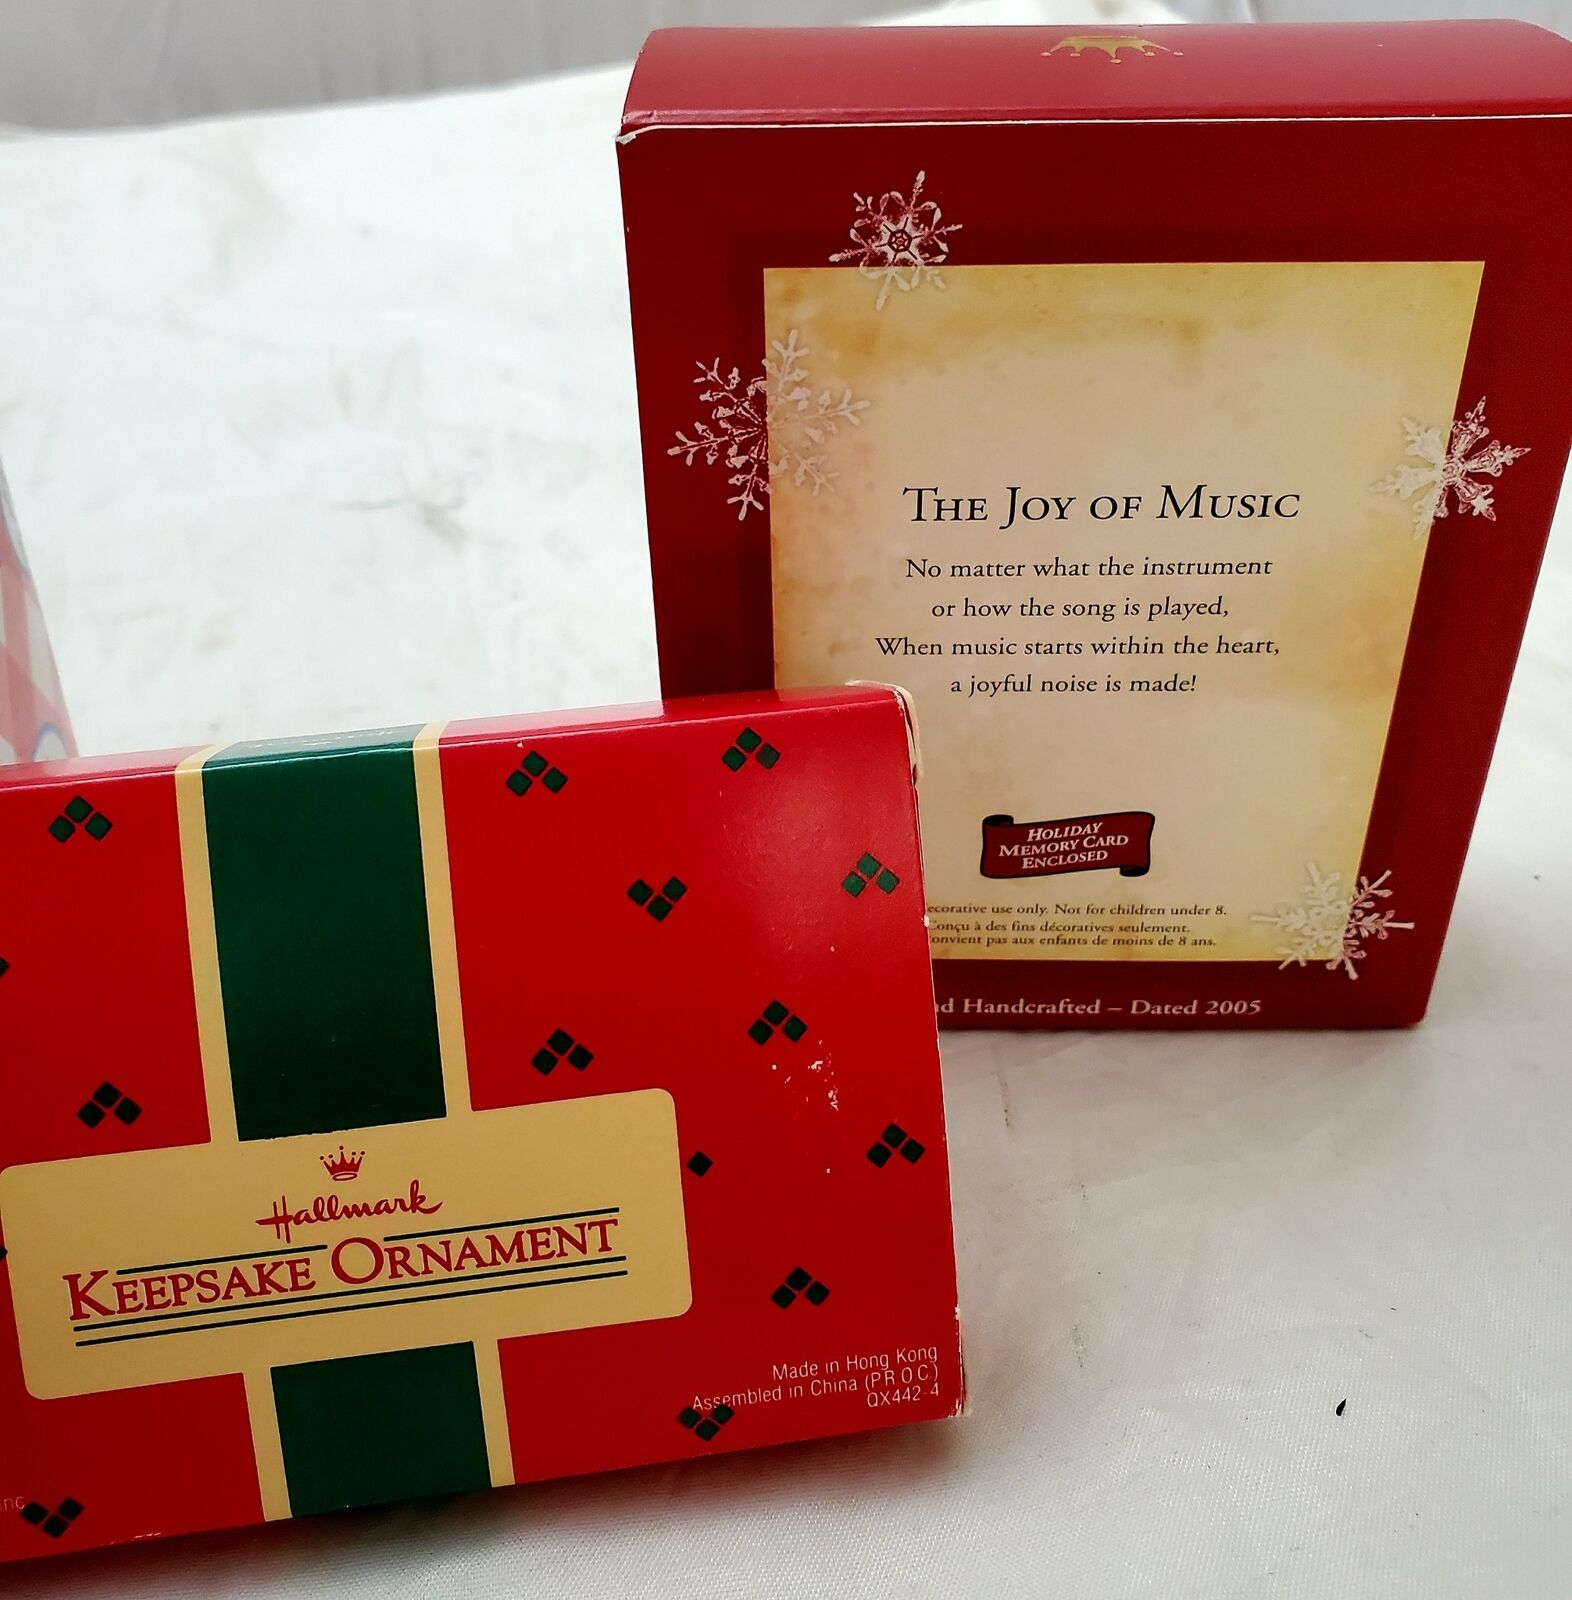 The Joy of Music
No matter what the instrument
or how the song is played,
When music starts within the heart,
a joyful noise is made!
HOLIDAY
MEMORY CARD
ENCLOSED
use only. Not for children under 8.
à des fins décoratives seulement.
pas aux enfants de moins de 8 ans.
Handcrafted – Dated 2005
Hallmark
KEEPSAKE ORNAMENT
Made in Hong Kong
Assembled in China (P.R.O.C.)
QX442-4